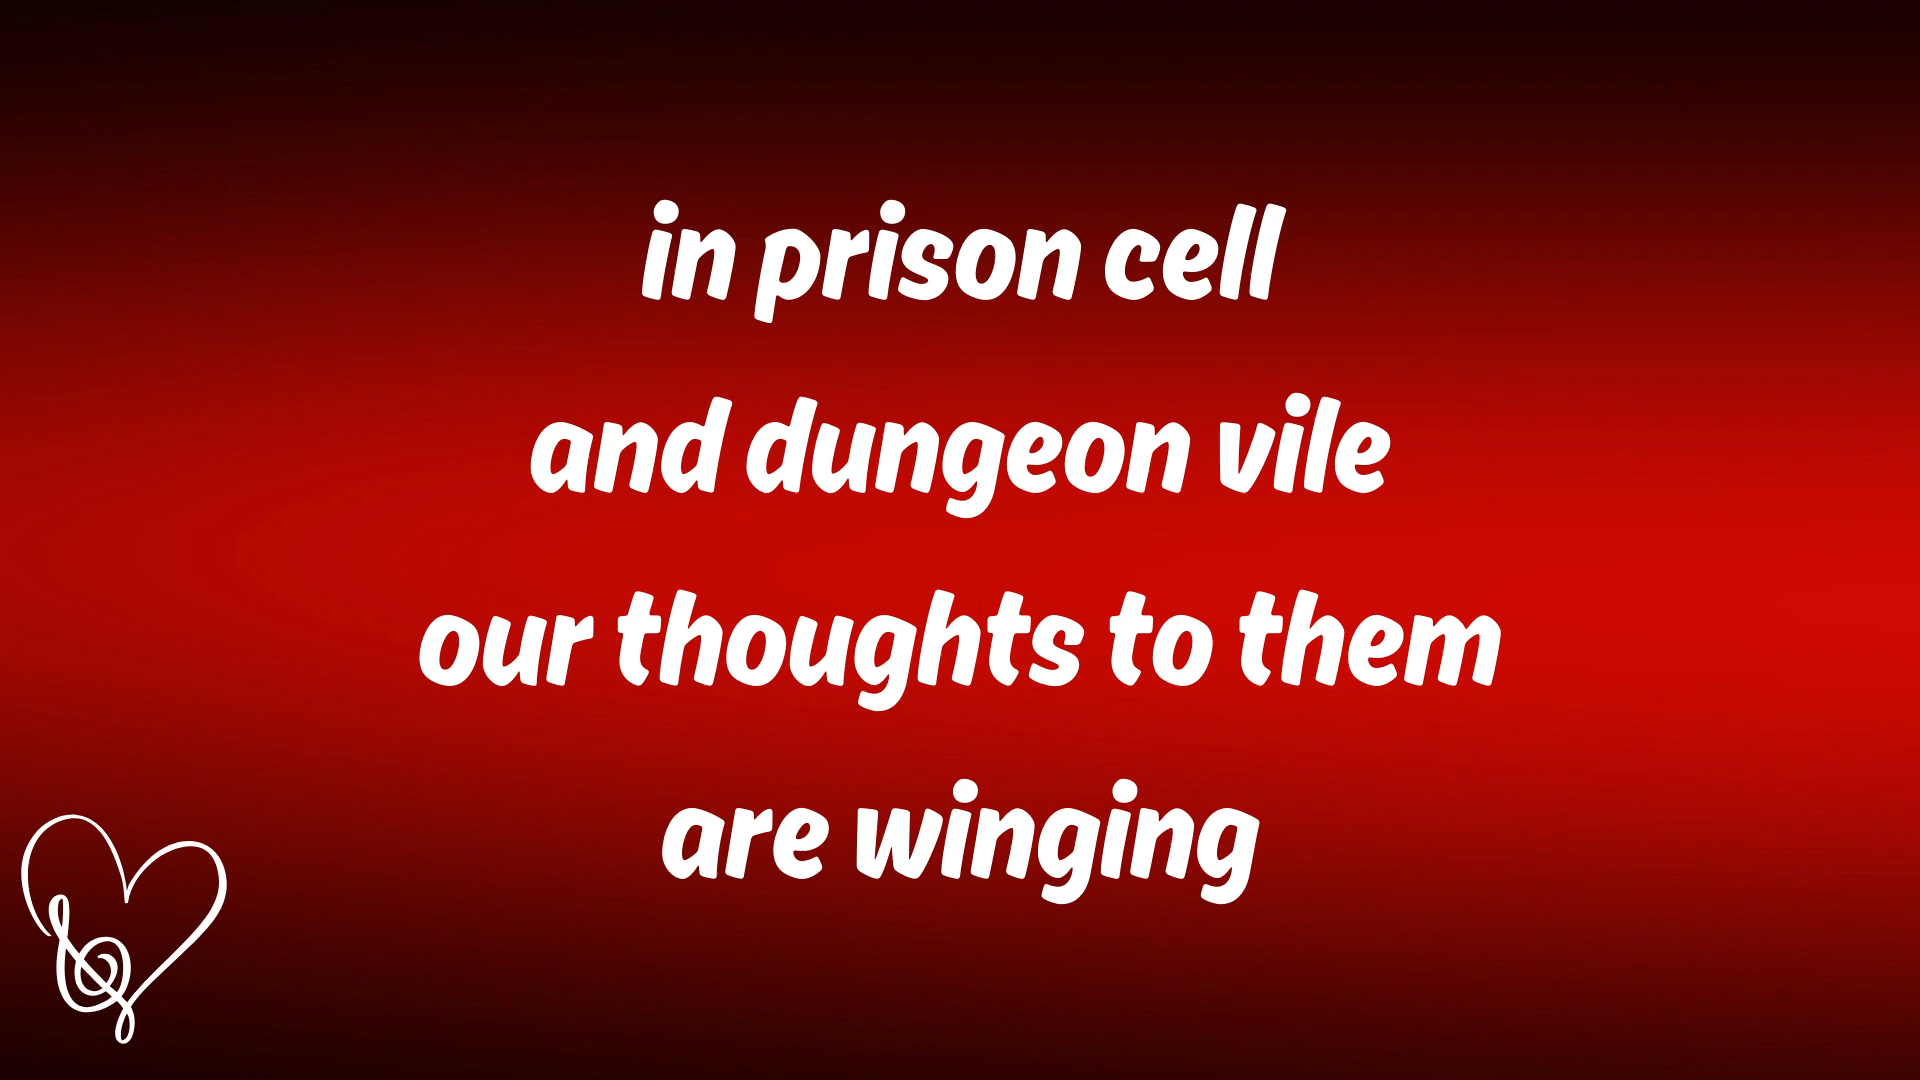 in prison cell
and dungeon vile
our thoughts to them
are winging